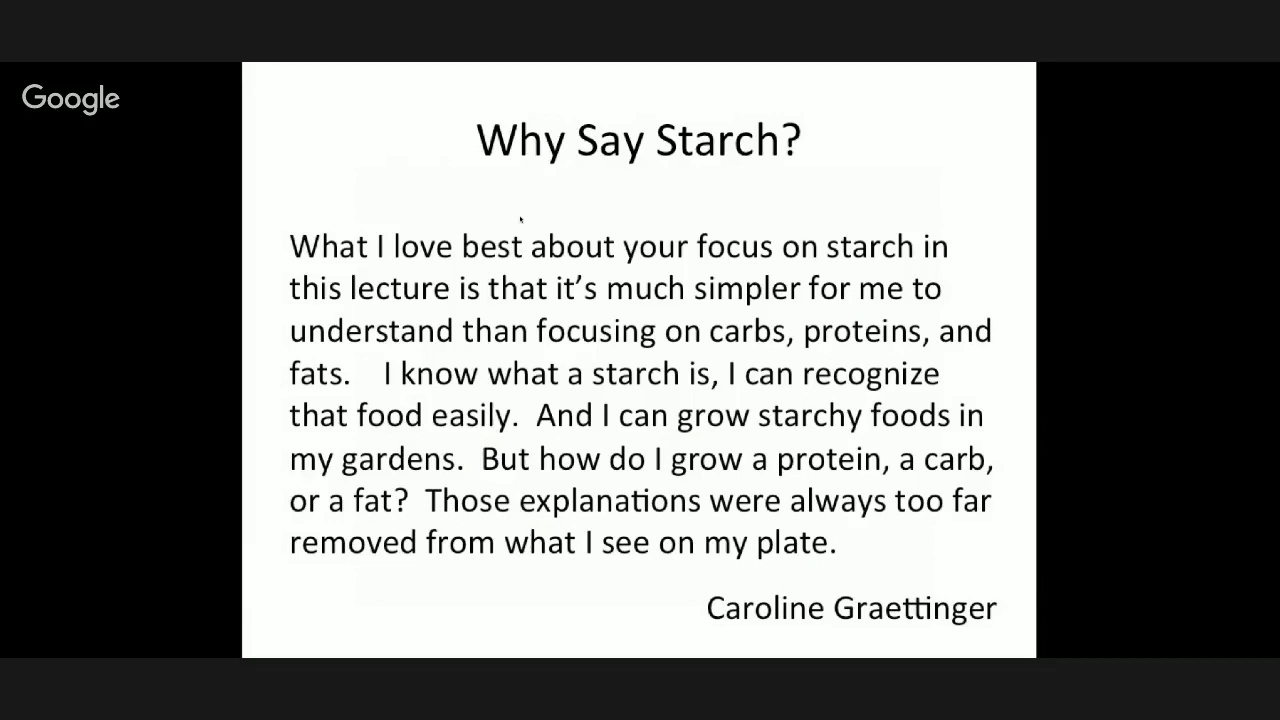 Google
Why Say Starch?
What I love best about your focus on starch in
this lecture is that it’s much simpler for me to
understand than focusing on carbs, proteins, and
fats.    I know what a starch is, I can recognize
that food easily.  And I can grow starchy foods in
my gardens.  But how do I grow a protein, a carb,
or a fat?  Those explanations were always too far
removed from what I see on my plate.
Caroline Graettinger